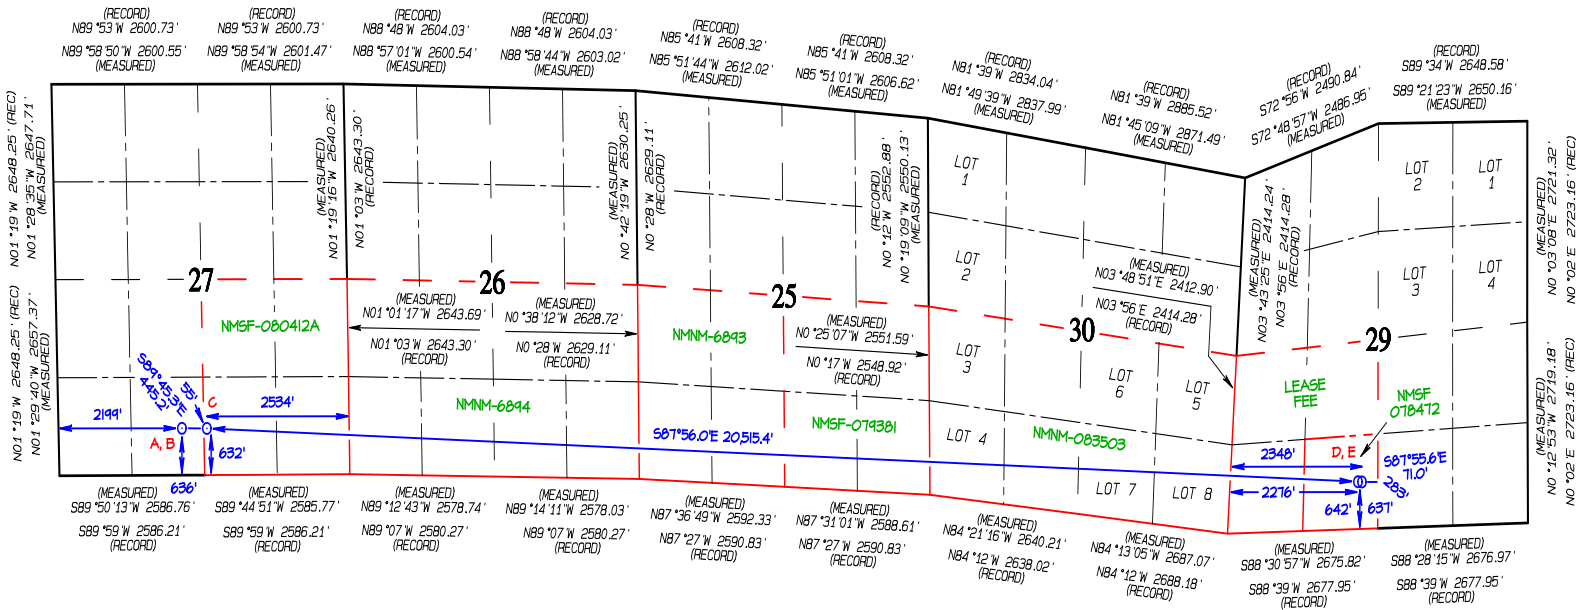 (RECORD)
N89°53'W 2600.73'
N89°58'50"W 2600.55'
(MEASURED)
(RECORD)
N89°53'W 2600.73'
N89°58'54"W 2601.47'
(MEASURED)
(RECORD)
N88°48'W 2604.03'
N88°57'01"W 2600.54'
(MEASURED)
(RECORD)
N88°48'W 2604.03'
N88°58'44"W 2603.02'
(MEASURED)
(RECORD)
N85°41'W 2608.32'
N85°51'44"W 2612.02'
(MEASURED)
(RECORD)
N85°41'W 2608.32'
N85°51'01"W 2606.62'
(MEASURED)
(RECORD)
N81°39'W 2834.04'
N81°49'39"W 2837.99'
(MEASURED)
(RECORD)
N81°39'W 2885.52'
N81°45'09"W 2871.49'
(MEASURED)
(RECORD)
S72°56'W 2490.84'
S72°48'57"W 2486.95'
(MEASURED)
(RECORD)
S89°34'W 2648.58'
S89°21'23"W 2650.16'
(MEASURED)
N01°19'W 2648.25' (REC)
N01°28'35"W 2647.71'
(MEASURED)
(MEASURED)
N01°19'16"W 2640.26'
N01°03'W 2643.30'
(RECORD)
(MEASURED)
N0°42'19"W 2630.25'
N0°28'W 2629.11'
(RECORD)
(RECORD)
N0°12'W 2552.88'
N0°19'09"W 2550.13'
(MEASURED)
LOT
1
LOT
2
(MEASURED)
N03°43'25"E 2414.24'
N03°56'E 2414.28'
(RECORD)
LOT
2
LOT
1
LOT
3
LOT
4
(MEASURED)
N0°03'08"E 2721.32'
N0°02'E 2723.16' (REC)
27
26
25
30
29
N01°19'W 2648.25' (REC)
N01°29'40"W 2657.37'
(MEASURED)
NMSF-080412A
(MEASURED)
N01°01'17"W 2643.69'
N01°03'W 2643.30'
(RECORD)
(MEASURED)
N0°38'12"W 2628.72'
N0°28'W 2629.11'
(RECORD)
NMNM-6893
(MEASURED)
N0°25'07"W 2551.59'
N0°17'W 2548.92'
(RECORD)
(MEASURED)
N03°48'51"E 2412.90'
N03°56'E 2414.28'
(RECORD)
LOT
3
LOT
6
LOT
5
LEASE
FEE
NMSF
078472
(MEASURED)
N0°12'53"W 2719.18'
N0°02'E 2723.16' (REC)
S89°45.3'E
445.2'
55'
C
2199'
2534'
A, B
632'
636'
NMNM-6894
S87°56.0'E 20,515.4'
NMSF-079381
LOT 4
NMNM-083503
LOT 7
LOT 8
2348'
D, E
S87°55.6'E
71.0'
2276'
283'
642'
637'
(MEASURED)
S89°50'13"W 2586.76'
S89°59'W 2586.21'
(RECORD)
(MEASURED)
S89°44'51"W 2585.77'
S89°59'W 2586.21'
(RECORD)
(MEASURED)
N89°12'43"W 2578.74'
N89°07'W 2580.27'
(RECORD)
(MEASURED)
N89°14'11"W 2578.03'
N89°07'W 2580.27'
(RECORD)
(MEASURED)
N87°36'49"W 2592.33'
N87°27'W 2590.83'
(RECORD)
(MEASURED)
N87°31'01"W 2588.61'
N87°27'W 2590.83'
(RECORD)
(MEASURED)
N84°21'16"W 2640.21'
N84°12'W 2638.02'
(RECORD)
(MEASURED)
N84°13'05"W 2687.07'
N84°12'W 2688.18'
(RECORD)
(MEASURED)
S88°30'57"W 2675.82'
S88°39'W 2677.95'
(RECORD)
(MEASURED)
S88°28'15"W 2676.97'
S88°39'W 2677.95'
(RECORD)